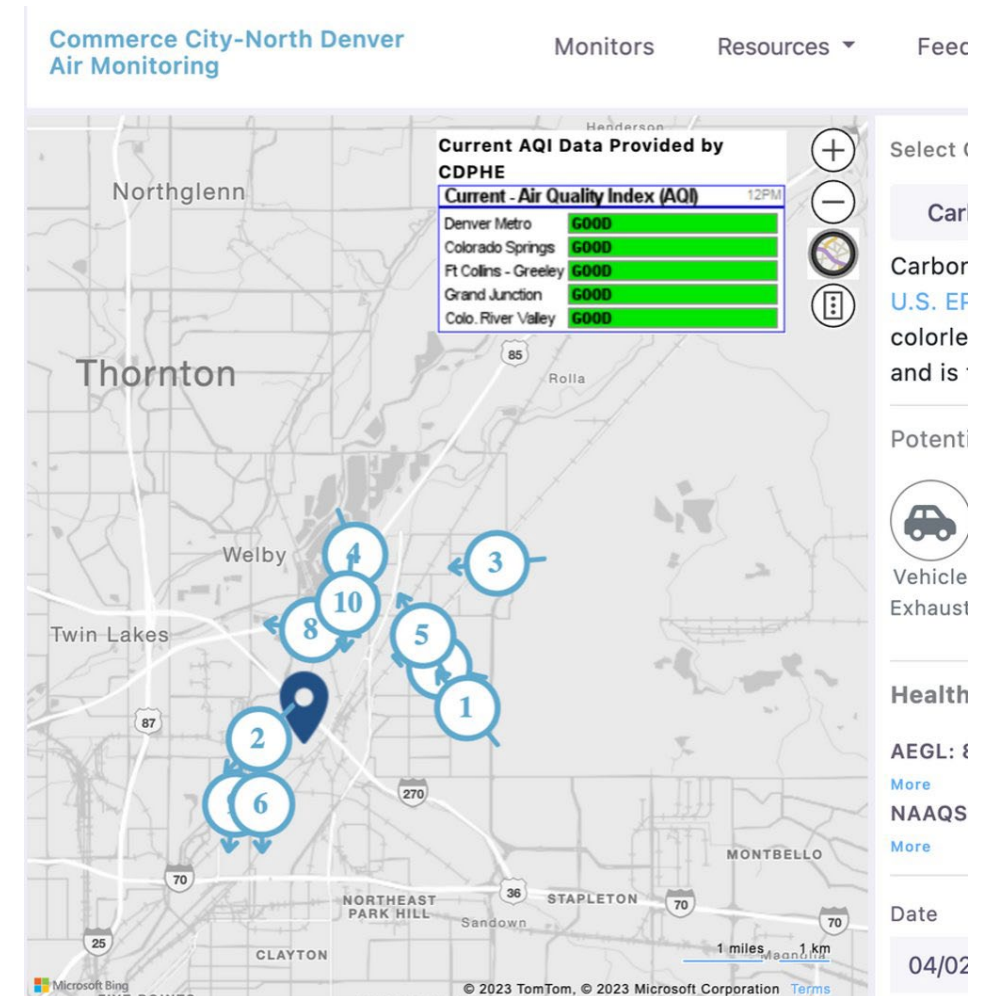 Commerce City-North Denver
Air Monitoring
Monitors
Resources
Feed
Henderson
Current AQI Data Provided by
CDPHE
Current - Air Quality Index (AQI) 12PM
Denver Metro GOOD
Colorado Springs GOOD
Ft Collins - Greeley GOOD
Grand Junction GOOD
Colo. River Valley GOOD
Northglenn
Thornton
85
Rolla
Welby
4
3
10
8
5
Twin Lakes
1
87
2
6
270
MONTBELLO
70
36
STAPLETON
70
NORTHEAST
PARK HILL
Sandown
70
25
CLAYTON
1 miles
1 km
Magnolia
Microsoft Bing
FIVE POINTS
© 2023 TomTom, © 2023 Microsoft Corporation Terms
Select
Carbon
U.S. EP
colorle
and is
Potenti
Vehicle
Exhaust
Health
AEGL: 8
More
NAAQS
More
Date
04/02